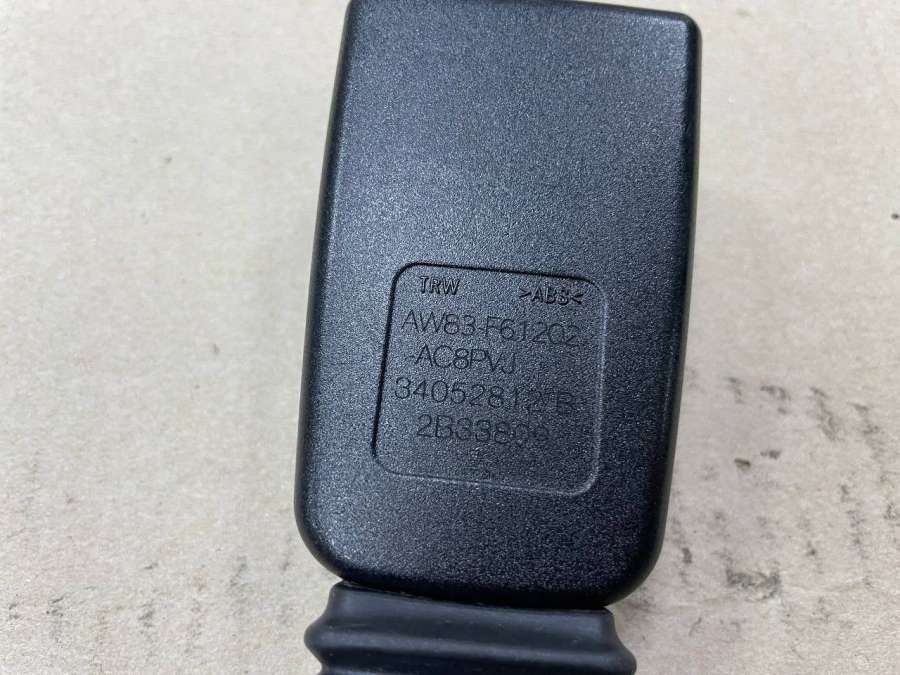 TRW >ABS<
AW83-F61202
-AC8PVJ
34052812 B